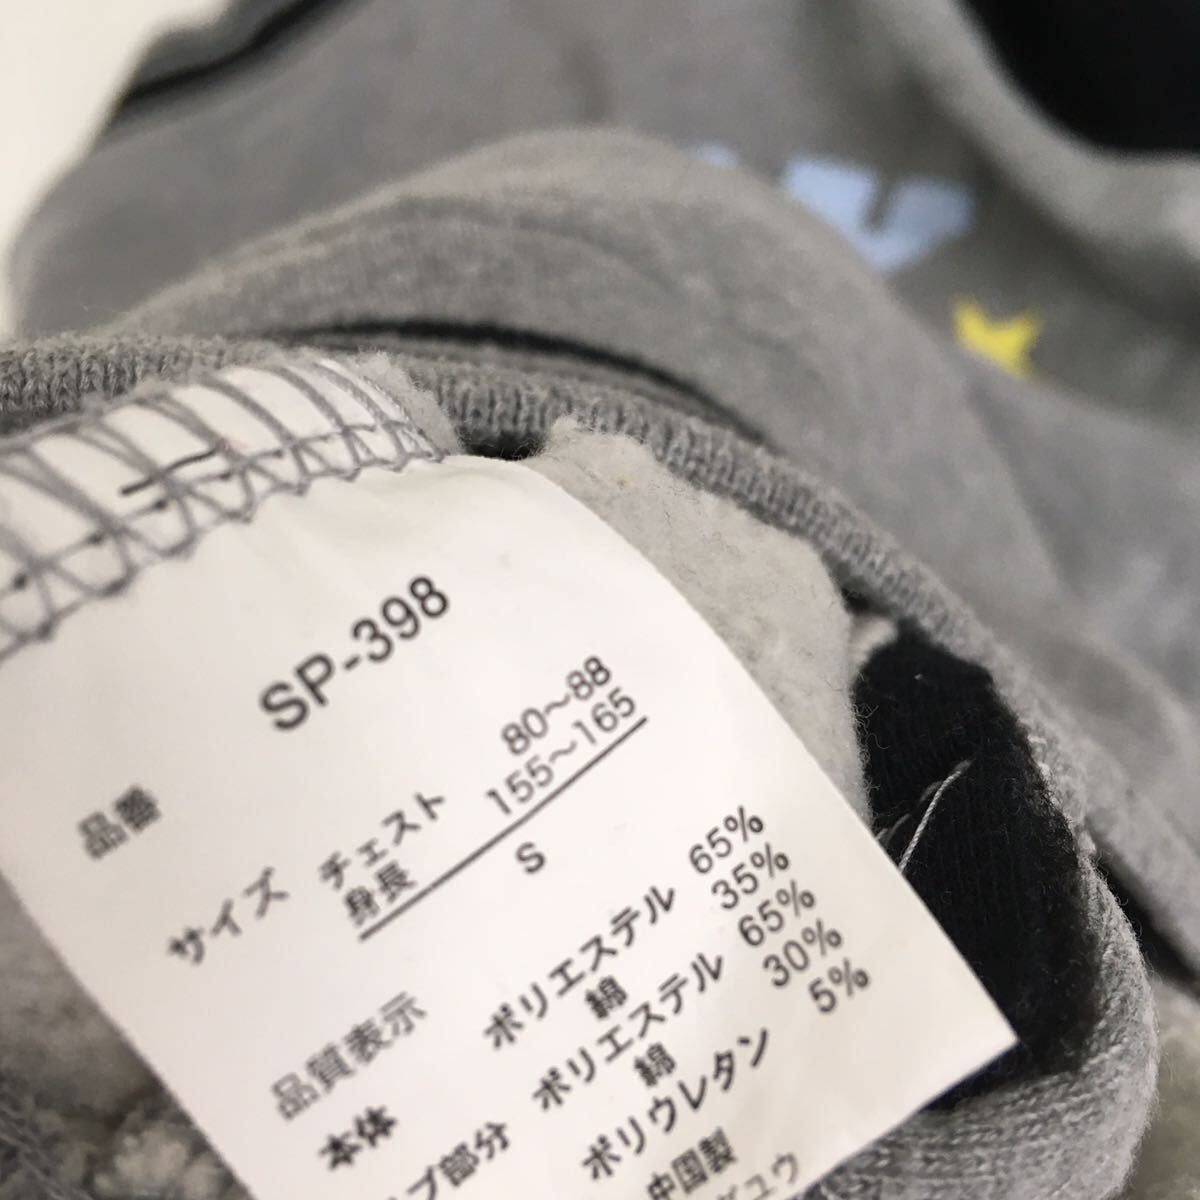 品番 SP-398
サイズ チェスト 80～88
身長 155～165
S
品質表示
本体 ポリエステル 65%
綿 35%
部分 ポリエステル 65%
綿 30%
ポリウレタン 5%
中国製